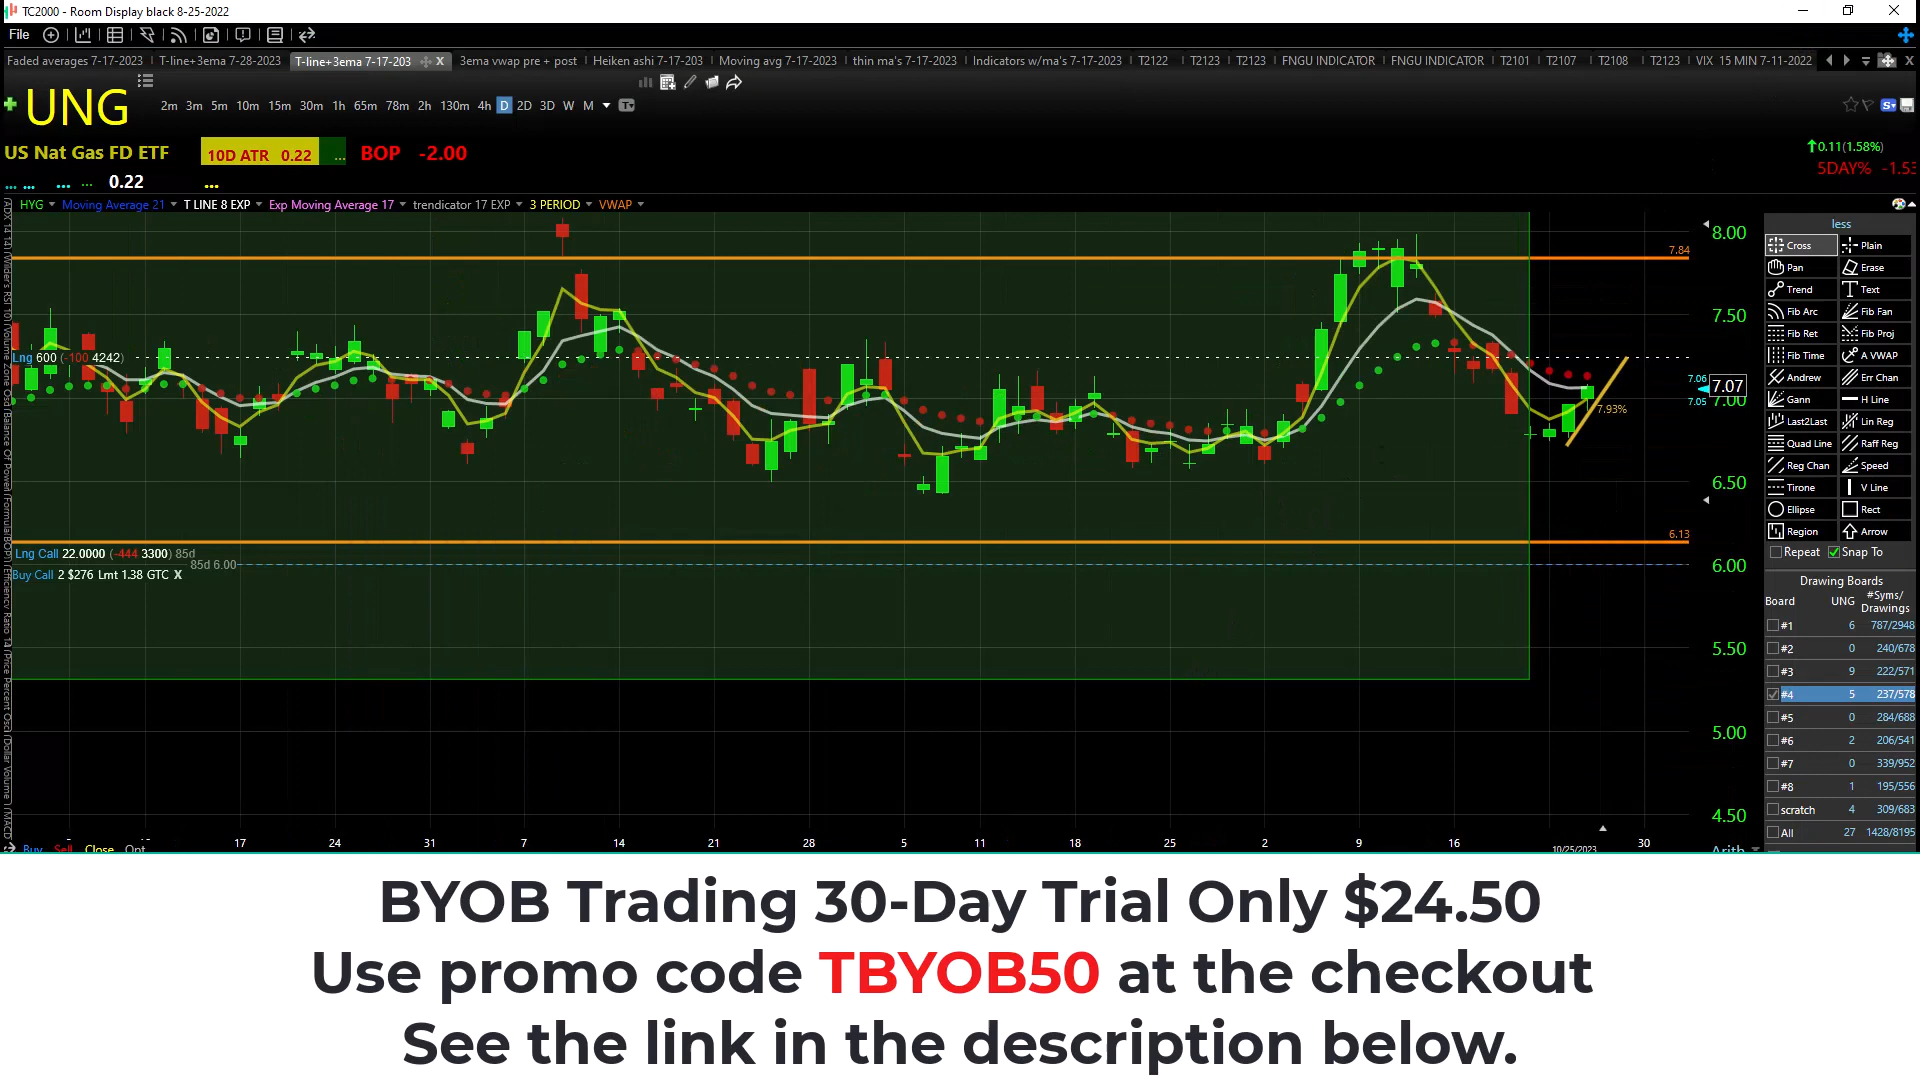 TC2000 - Room Display black 8-25-2022
File
Faded averages 7-17-2023 T-line+3ema 7-28-2023 T-line+3ema 7-17-203 X 3ema vwap pre + post Heiken ashi 7-17-203 Moving avg 7-17-2023 thin ma's 7-17-2023 Indicators w/ma's 7-17-2023 T2122 T2123 T2123 FNGU INDICATOR FNGU INDICATOR T2101 T2107 T2108 T2123 VIX 15 MIN 7-11-2022 X
UNG
2m 3m 5m 10m 15m 30m 1h 65m 78m 2h 130m 4h D 2D 3D W M
US Nat Gas FD ETF 10D ATR 0.22 ... BOP -2.00
0.11(1.58%)
5DAY% -1.53
... ... ... ... 0.22 ...
HYG Moving Average 21 T LINE 8 EXP Exp Moving Average 17 trendicator 17 EXP 3 PERIOD VWAP
8.00
7.84
7.50
Lng 600 (-100 4242)
7.06
7.07
7.05
7.00
7.93%
6.50
6.13
Lng Call 22.0000 (-444 3300) 85d
85d 6.00
6.00
Buy Call 2 $276 Lmt 1.38 GTC X
5.50
5.00
4.50
17 24 31 7 14 21 28 5 11 18 25 2 9 16 10/25/2023 30
Buy Sell Close Opt
Arith
less
Cross Plain
Pan Erase
Trend Text
Fib Arc Fib Fan
Fib Ret Fib Proj
Fib Time A VWAP
Andrew Err Chan
Gann H Line
Last2Last Lin Reg
Quad Line Raff Reg
Reg Chan Speed
Tirone V Line
Ellipse Rect
Region Arrow
Repeat Snap To
Drawing Boards
Board UNG #Syms/
Drawings
#1 6 787/2948
#2 0 240/678
#3 9 222/571
#4 5 237/578
#5 0 284/688
#6 2 206/541
#7 0 339/952
#8 1 195/556
scratch 4 309/683
All 27 1428/8195
BYOB Trading 30-Day Trial Only $24.50
Use promo code TBYOB50 at the checkout
See the link in the description below.